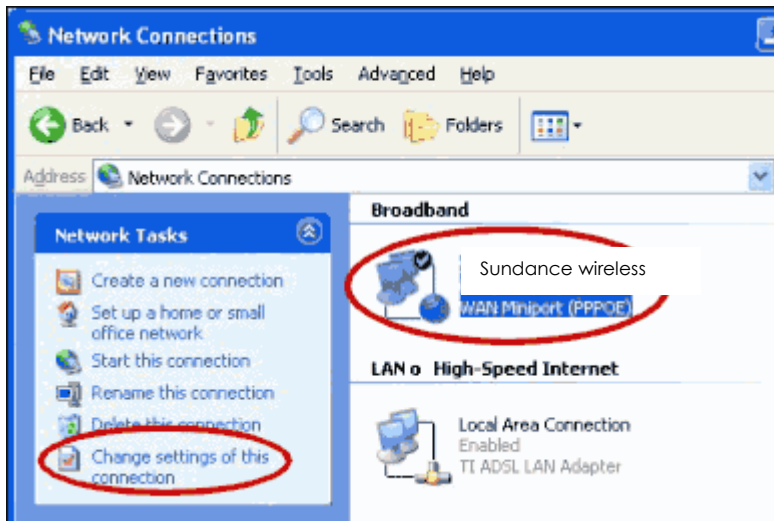 Network Connections
File Edit View Favorites Tools Advanced Help
Back Search Folders
Address Network Connections
Network Tasks
Create a new connection
Set up a home or small
office network
Start this connection
Rename this connection
Delete this connection
Change settings of this
connection
Broadband
Sundance wireless
WAN Miniport (PPPOE)
LAN o High-Speed Internet
Local Area Connection
Enabled
TI ADSL LAN Adapter